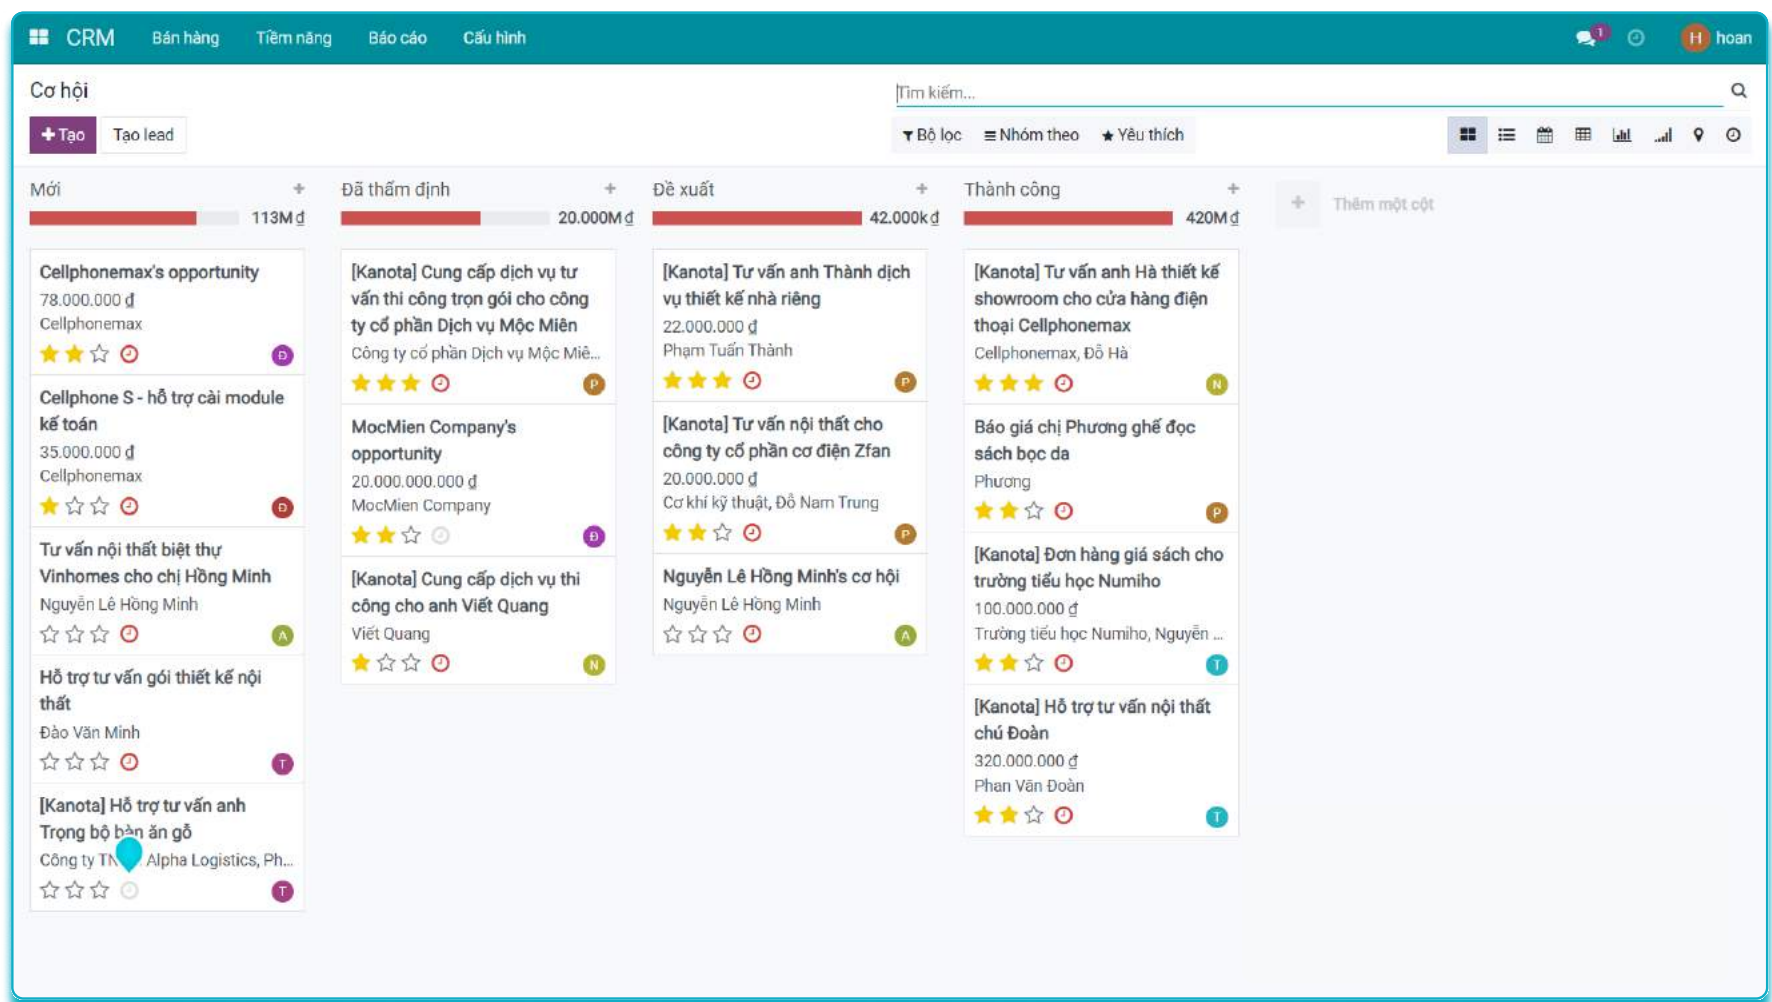 CRM Bán hàng Tiềm năng Báo cáo Cấu hình 1 H hoan
Cơ hội
Tìm kiếm...
Tạo Tạo lead
Bộ lọc Nhóm theo Yêu thích
Mới
113M ₫
Cellphonemax's opportunity
78.000.000 ₫
Cellphonemax
Đ
Cellphone S - hỗ trợ cài module
kế toán
35.000.000 ₫
Cellphonemax
Đ
Tư vấn nội thất biệt thự
Vinhomes cho chị Hồng Minh
Nguyễn Lê Hồng Minh
A
Hỗ trợ tư vấn gói thiết kế nội
thất
Đào Văn Minh
T
[Kanota] Hỗ trợ tư vấn anh
Trọng bộ bàn ăn gỗ
Công ty Alpha Logistics, Ph...
T
Đã thẩm định
20.000M ₫
[Kanota] Cung cấp dịch vụ tư
vấn thi công trọn gói cho công
ty cổ phần Dịch vụ Mộc Miên
Công ty cổ phần Dịch vụ Mộc Miê...
P
MocMien Company's
opportunity
20.000.000.000 ₫
MocMien Company
Đ
[Kanota] Cung cấp dịch vụ thi
công cho anh Viết Quang
Viết Quang
N
Đề xuất
42.000k ₫
[Kanota] Tư vấn anh Thành dịch
vụ thiết kế nhà riêng
22.000.000 ₫
Phạm Tuấn Thành
P
[Kanota] Tư vấn nội thất cho
công ty cổ phần cơ điện Zfan
20.000.000 ₫
Cơ khí kỹ thuật, Đỗ Nam Trung
P
Nguyễn Lê Hồng Minh's cơ hội
Nguyễn Lê Hồng Minh
A
Thành công
420M ₫
[Kanota] Tư vấn anh Hà thiết kế
showroom cho cửa hàng điện
thoại Cellphonemax
Cellphonemax, Đỗ Hà
N
Báo giá chị Phương ghế đọc
sách bọc da
Phương
P
[Kanota] Đơn hàng giá sách cho
trường tiểu học Numiho
100.000.000 ₫
Trường tiểu học Numiho, Nguyễn ...
T
[Kanota] Hỗ trợ tư vấn nội thất
chú Đoàn
320.000.000 ₫
Phan Văn Đoàn
T
Thêm một cột